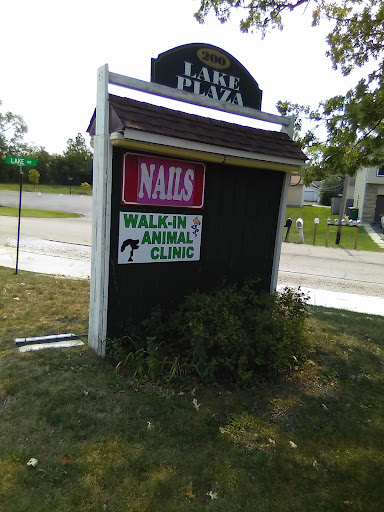 200
LAKE
PLAZA
LAKE
NAILS
WALK-IN
ANIMAL
CLINIC